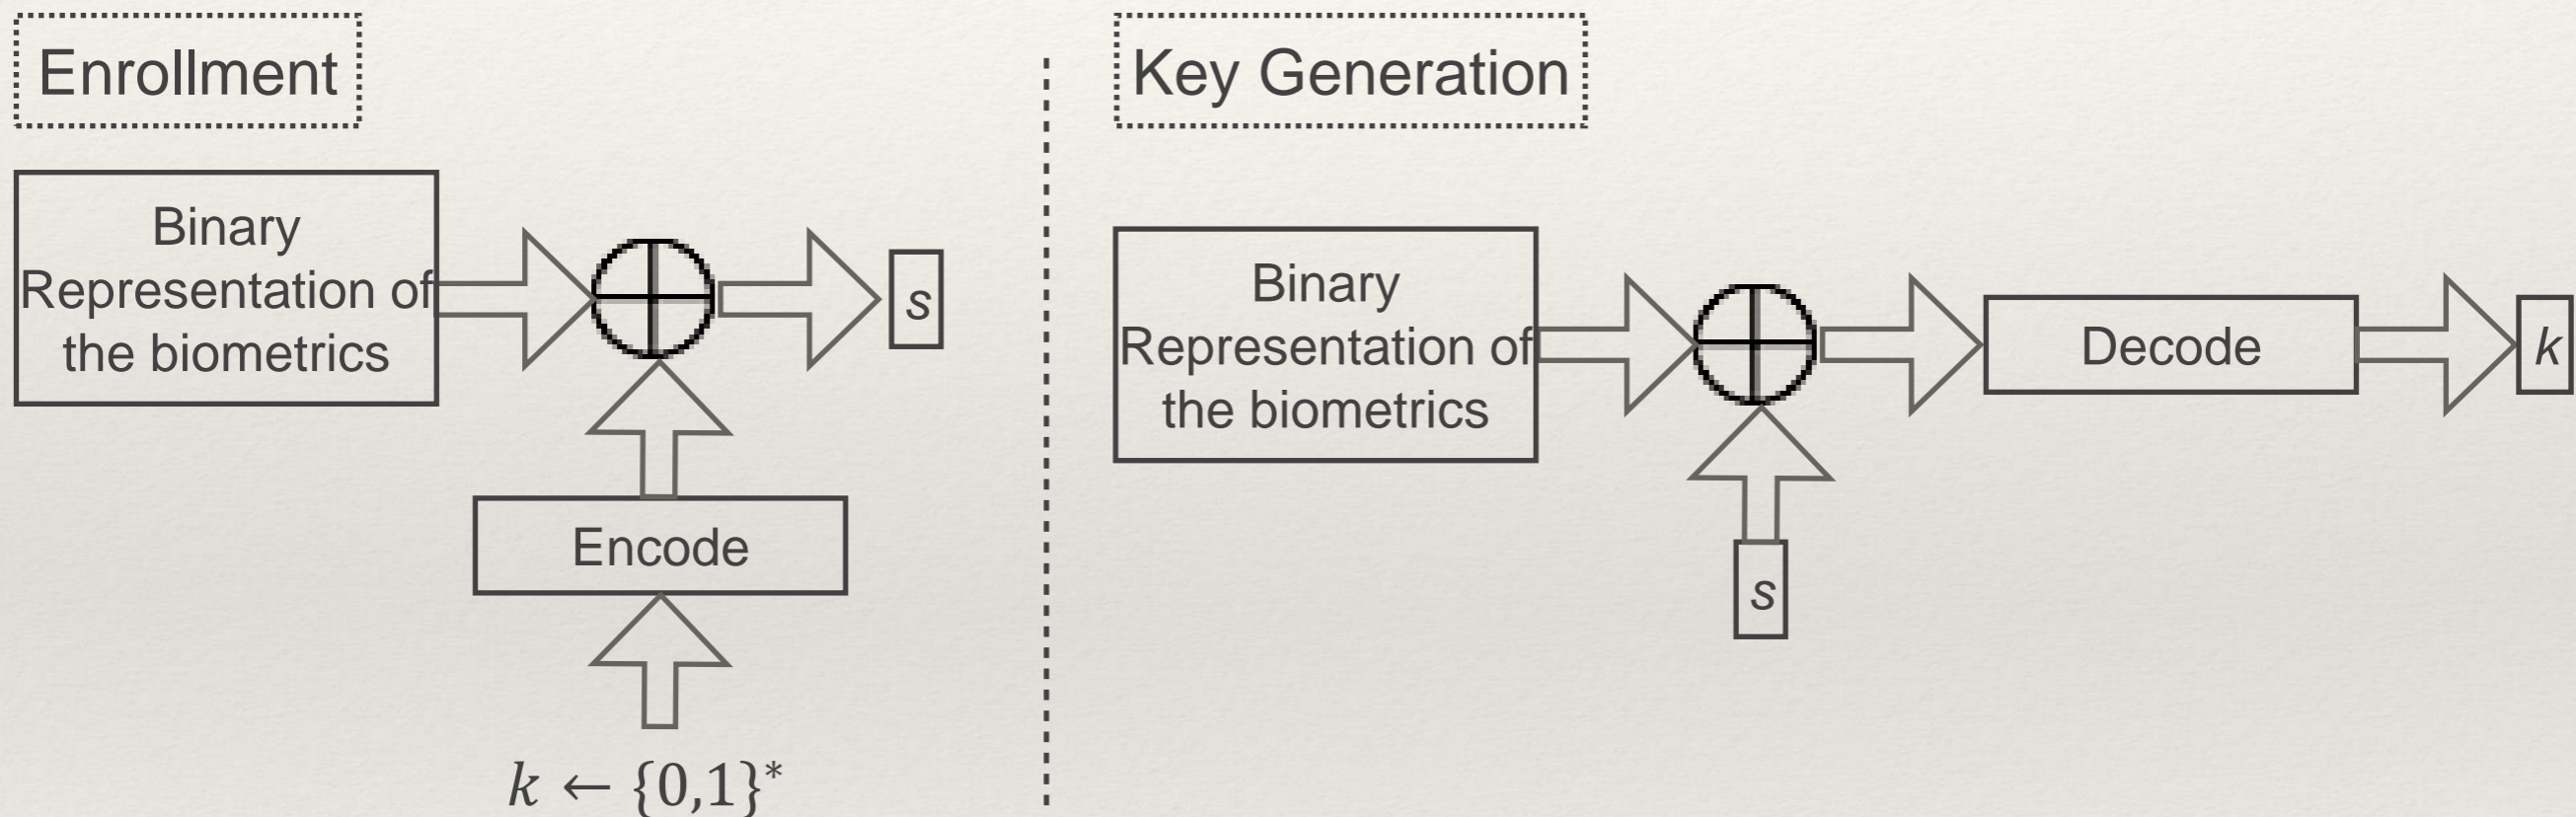 Enrollment
Binary
Representation of
the biometrics
s
Encode
k ← {0,1}*
Key Generation
Binary
Representation of
the biometrics
Decode
k
s